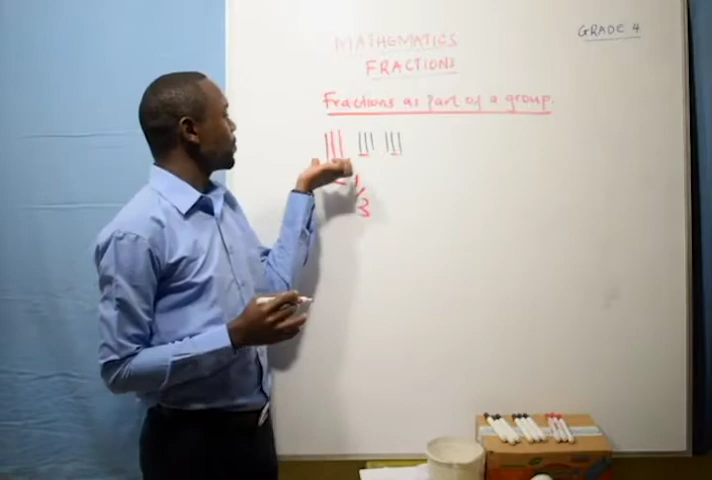 MATHEMATICS
GRADE 4
FRACTIONS
Fractions as part of a group.
1/3